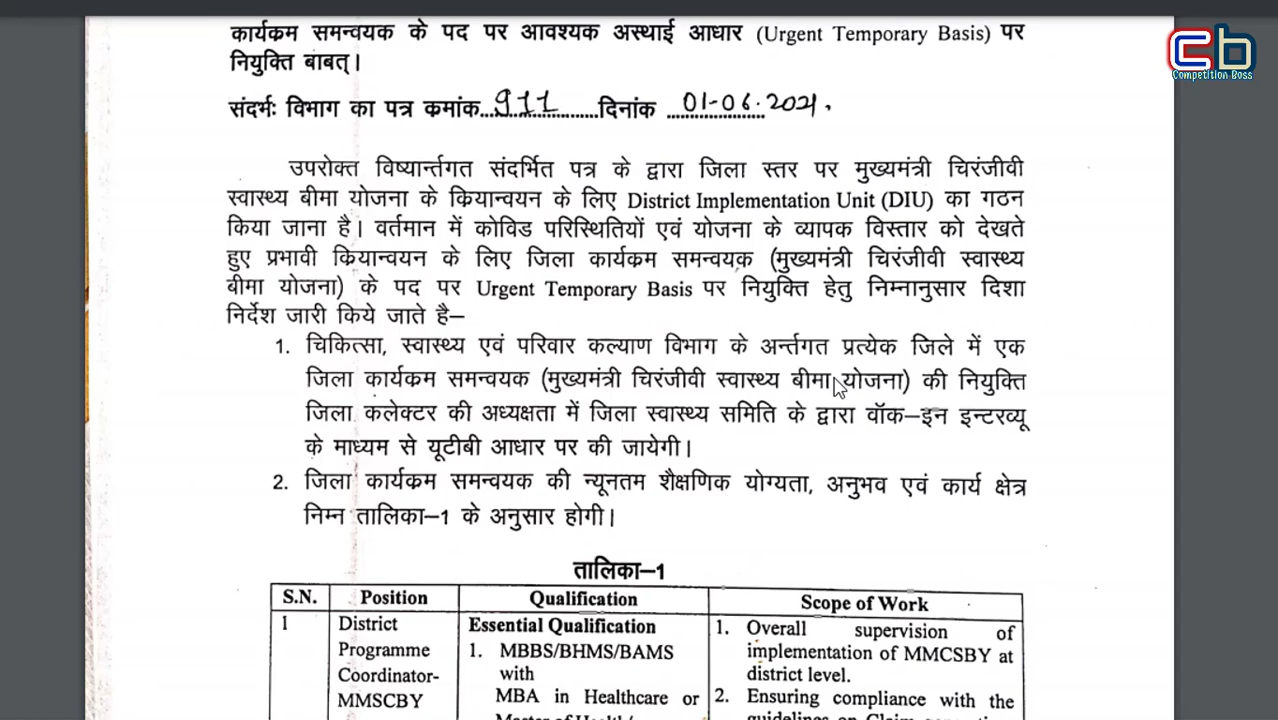 cb
Competition Boss
कार्यक्रम समन्वयक के पद पर आवश्यक अस्थाई आधार (Urgent Temporary Basis) पर
नियुक्ति बाबत्।
संदर्भः विभाग का पत्र कमांक...911...दिनांक ...01-06-2021.
उपरोक्त विष्यार्न्तगत संदर्भित पत्र के द्वारा जिला स्तर पर मुख्यमंत्री चिरंजीवी
स्वास्थ्य बीमा योजना के कियान्वयन के लिए District Implementation Unit (DIU) का गठन
किया जाना है। वर्तमान में कोविड परिस्थितियों एवं योजना के व्यापक विस्तार को देखते
हुए प्रभावी कियान्वयन के लिए जिला कार्यकम समन्वयक (मुख्यमंत्री चिरंजीवी स्वास्थ्य
बीमा योजना) के पद पर Urgent Temporary Basis पर नियुक्ति हेतु निम्नानुसार दिशा
निर्देश जारी किये जाते है–
1. चिकित्सा, स्वास्थ्य एवं परिवार कल्याण विभाग के अर्न्तगत प्रत्येक जिले में एक
जिला कार्यकम समन्वयक (मुख्यमंत्री चिरंजीवी स्वास्थ्य बीमा योजना) की नियुक्ति
जिला कलेक्टर की अध्यक्षता में जिला स्वास्थ्य समिति के द्वारा वॉक–इन इन्टरव्यू
के माध्यम से यूटीबी आधार पर की जायेगी।
2. जिला कार्यकम समन्वयक की न्यूनतम शैक्षणिक योग्यता, अनुभव एवं कार्य क्षेत्र
निम्न तालिका–1 के अनुसार होगी।
तालिका–1
S.N. Position Qualification Scope of Work
1 District Programme Coordinator- MMSCBY
Essential Qualification
1. MBBS/BHMS/BAMS
with
MBA in Healthcare or
1. Overall supervision of
implementation of MMCSBY at
district level.
2. Ensuring compliance with the